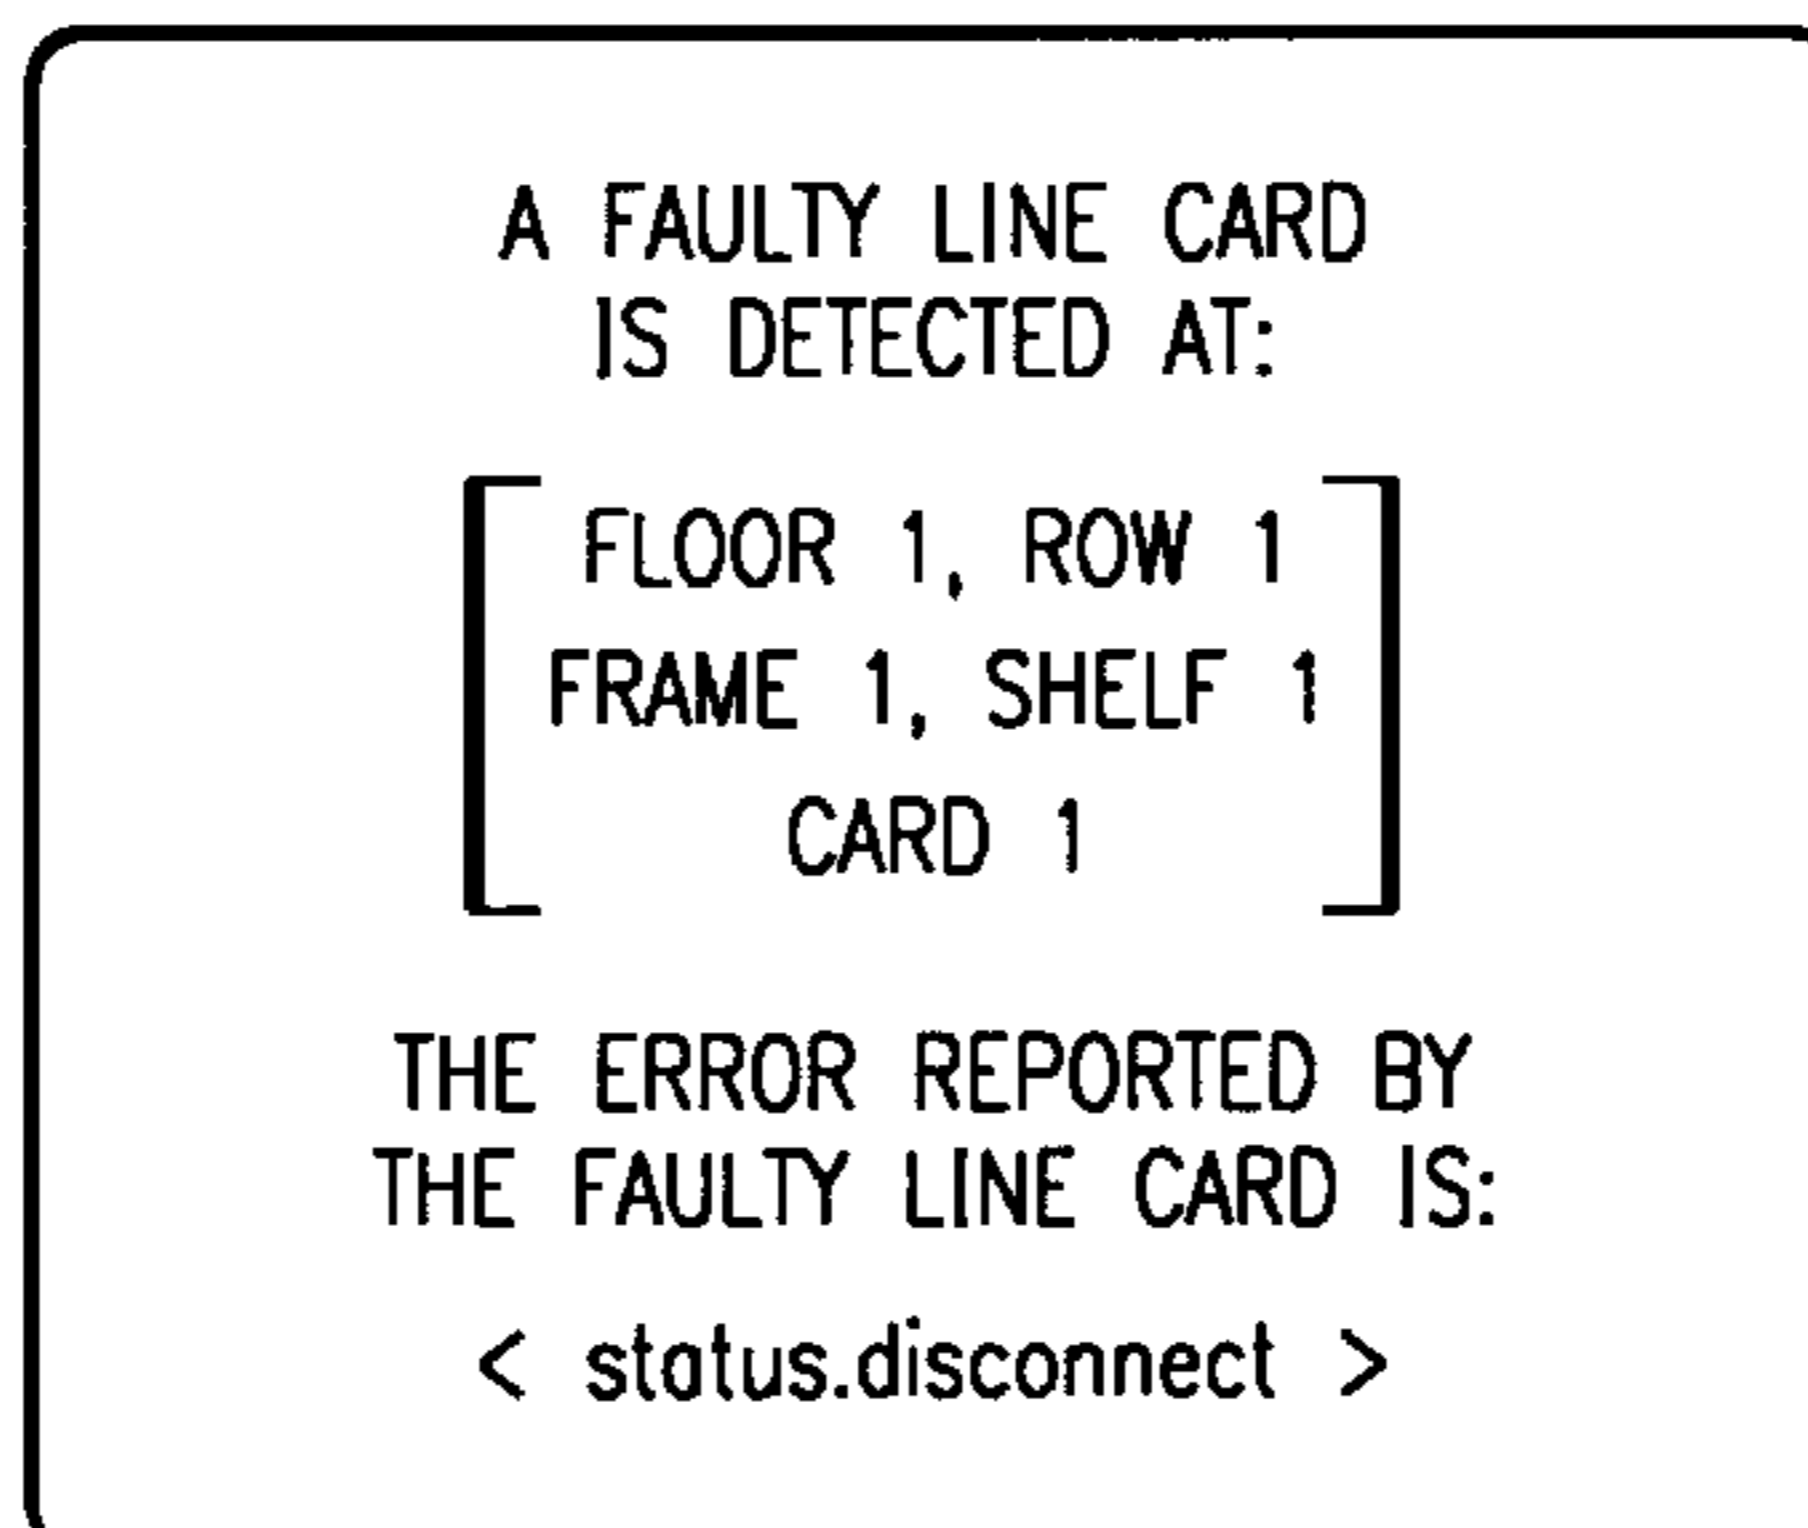 A FAULTY LINE CARD
IS DETECTED AT:
FLOOR 1, ROW 1
FRAME 1, SHELF 1
CARD 1
THE ERROR REPORTED BY
THE FAULTY LINE CARD IS:
< status.disconnect >